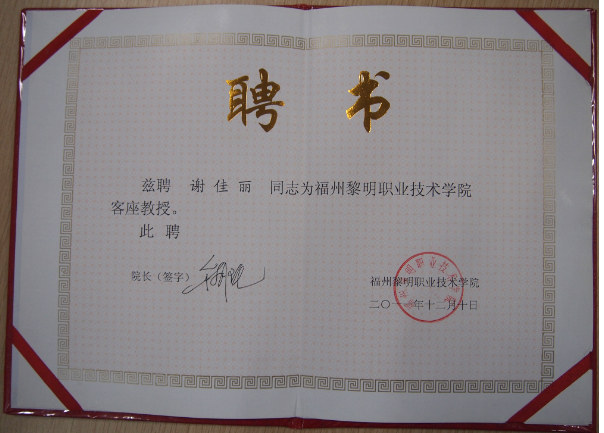 聘书
兹聘 谢佳丽 同志为福州黎明职业技术学院
客座教授。
此聘
院长（签字）
福州黎明职业技术学院
二〇一一年十二月十日